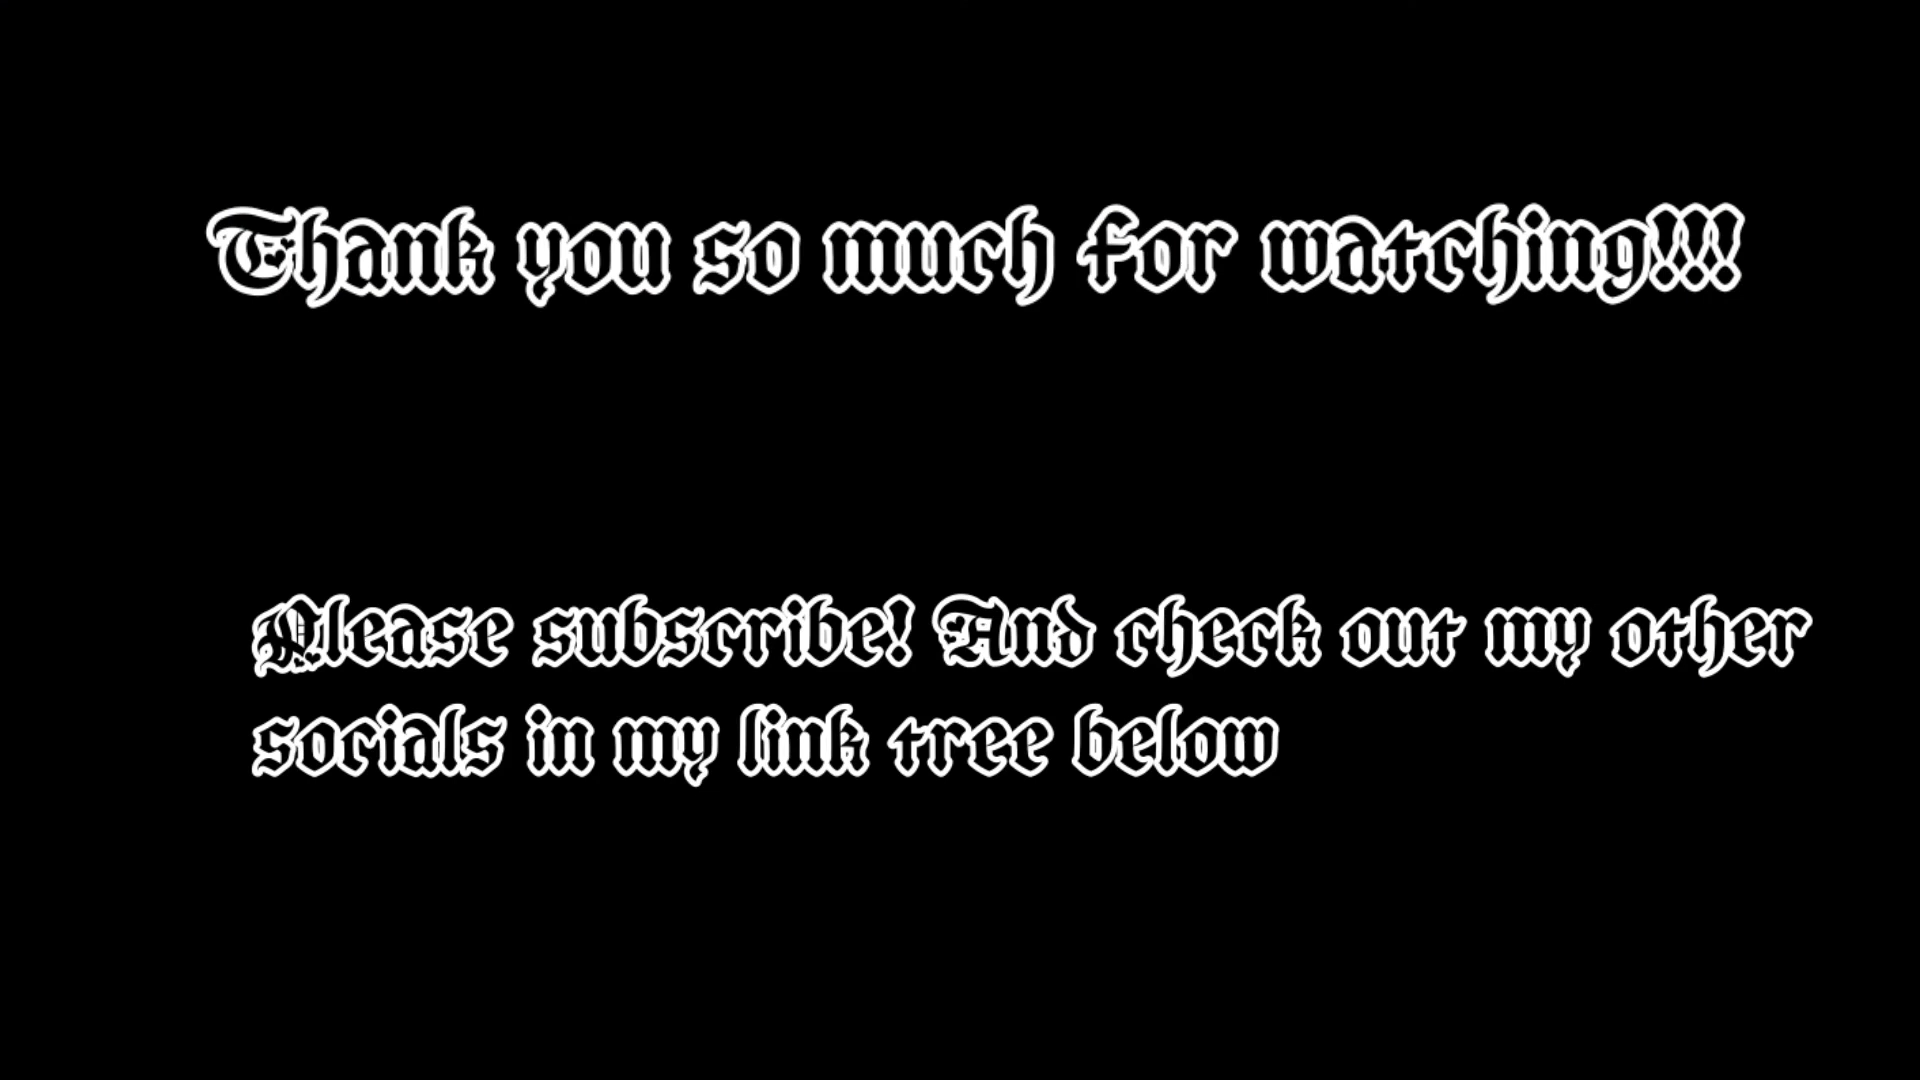 Thank you so much for watching!!!
Please subscribe! And check out my other
socials in my link tree below